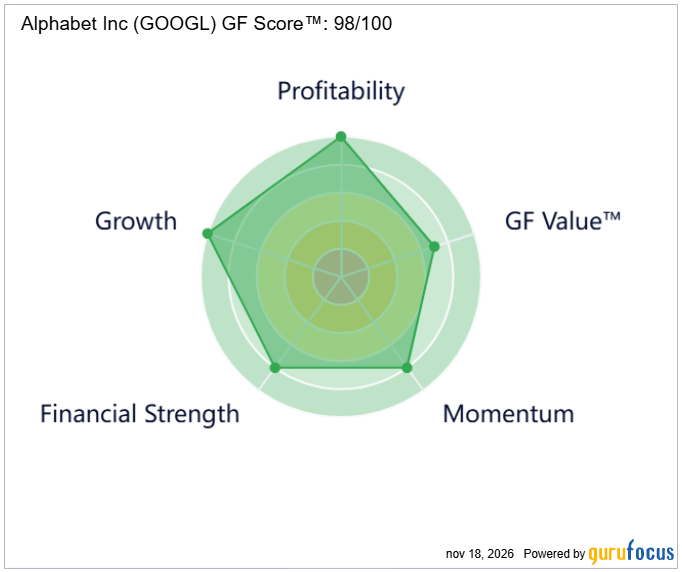 Alphabet Inc (GOOGL) GF Score™: 98/100
Profitability
Growth
GF Value™
Financial Strength
Momentum
nov 18, 2026 Powered by gurufocus